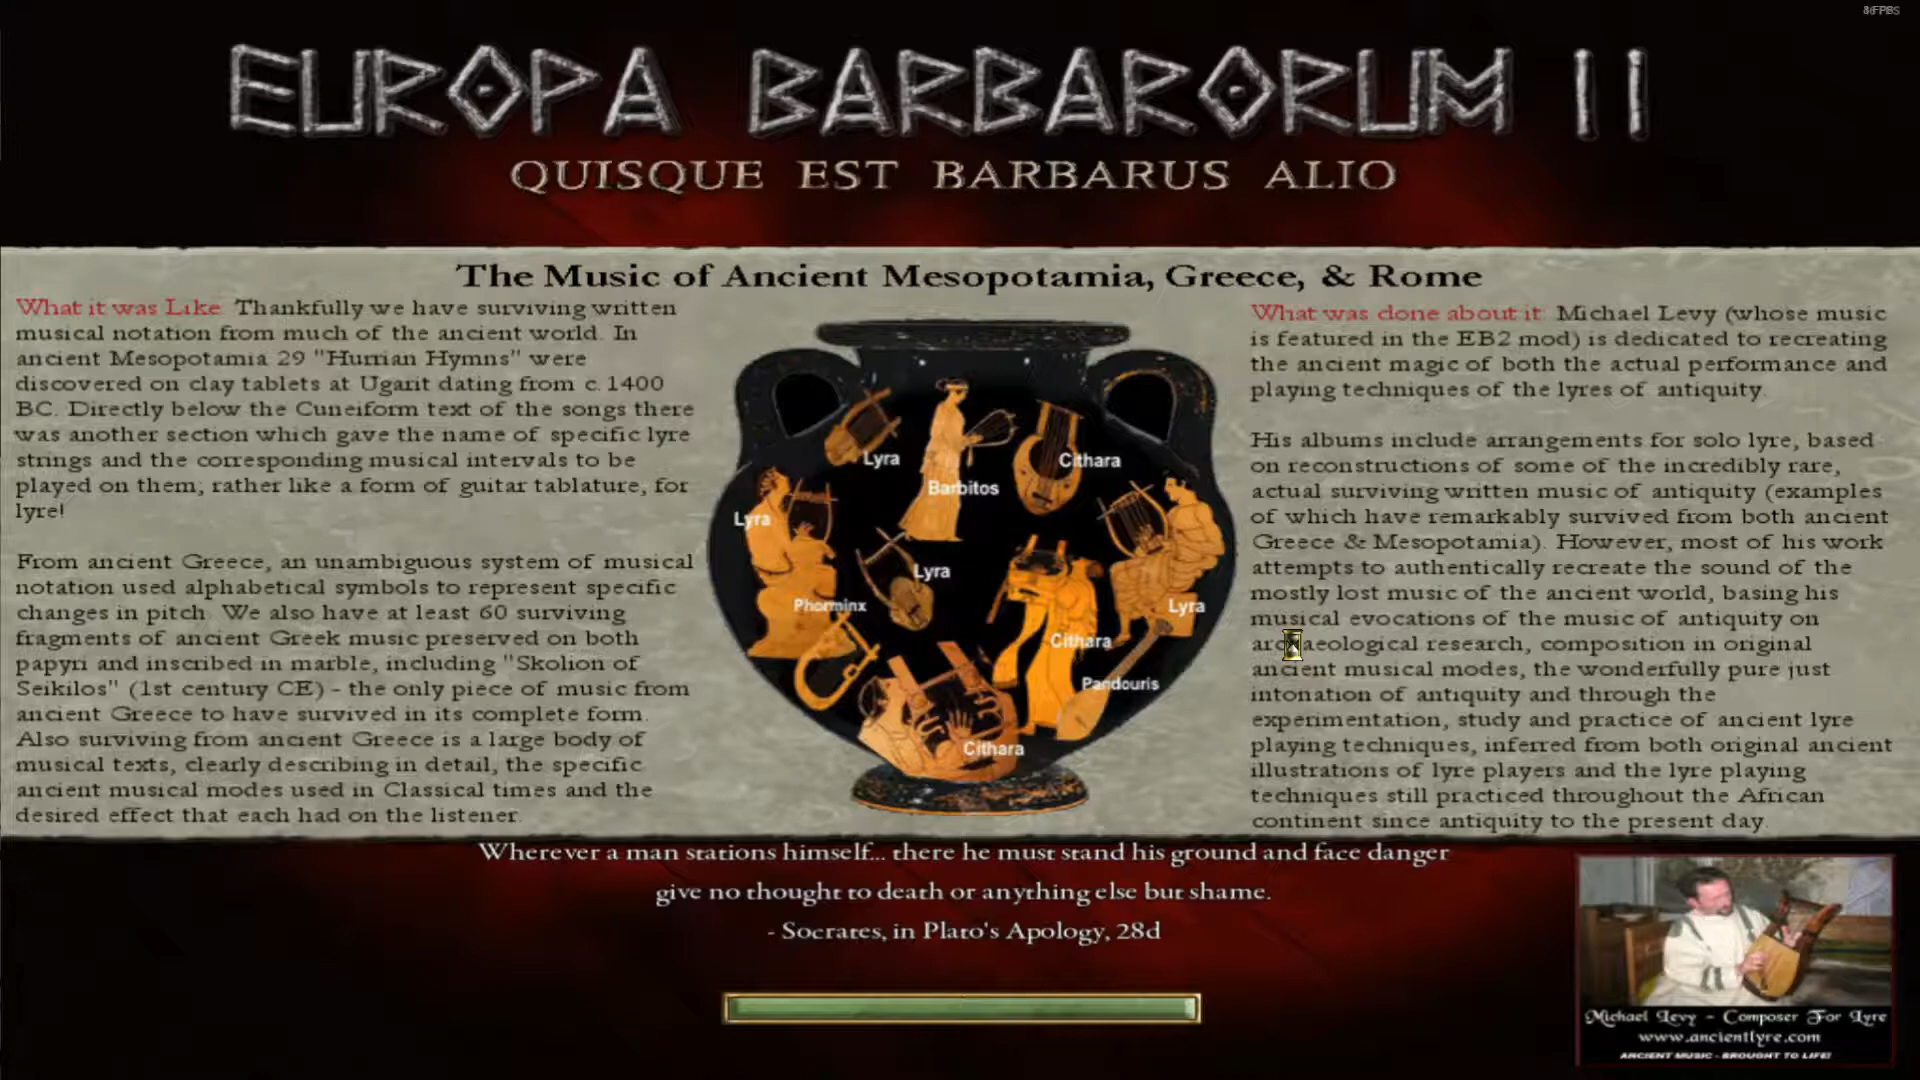 EUROPA BARBARORUM II
QUISQUE EST BARBARUS ALIO
The Music of Ancient Mesopotamia, Greece, & Rome
What it was Like: Thankfully we have surviving written
musical notation from much of the ancient world. In
ancient Mesopotamia 29 "Hurrian Hymns" were
discovered on clay tablets at Ugarit dating from c. 1400
BC. Directly below the Cuneiform text of the songs there
was another section which gave the name of specific lyre
strings and the corresponding musical intervals to be
played on them; rather like a form of guitar tablature, for
lyre!
From ancient Greece, an unambiguous system of musical
notation used alphabetical symbols to represent specific
changes in pitch. We also have at least 60 surviving
fragments of ancient Greek music preserved on both
papyri and inscribed in marble, including "Skolion of
Seikilos" (1st century CE) - the only piece of music from
ancient Greece to have survived in its complete form.
Also surviving from ancient Greece is a large body of
musical texts, clearly describing in detail, the specific
ancient musical modes used in Classical times and the
desired effect that each had on the listener.
Lyra
Barbitos
Cithara
Lyra
Lyra
Phorminx
Lyra
Cithara
Pandouris
Cithara
What was done about it: Michael Levy (whose music
is featured in the EB2 mod) is dedicated to recreating
the ancient magic of both the actual performance and
playing techniques of the lyres of antiquity.
His albums include arrangements for solo lyre, based
on reconstructions of some of the incredibly rare,
actual surviving written music of antiquity (examples
of which have remarkably survived from both ancient
Greece & Mesopotamia). However, most of his work
attempts to authentically recreate the sound of the
mostly lost music of the ancient world, basing his
musical evocations of the music of antiquity on
archaeological research, composition in original
ancient musical modes, the wonderfully pure just
intonation of antiquity and through the
experimentation, study and practice of ancient lyre
playing techniques, inferred from both original ancient
illustrations of lyre players and the lyre playing
techniques still practiced throughout the African
continent since antiquity to the present day.
Wherever a man stations himself... there he must stand his ground and face danger
give no thought to death or anything else but shame.
- Socrates, in Plato's Apology, 28d
Michael Levy - Composer For Lyre
www.ancientlyre.com
ANCIENT MUSIC - BROUGHT TO LIFE!